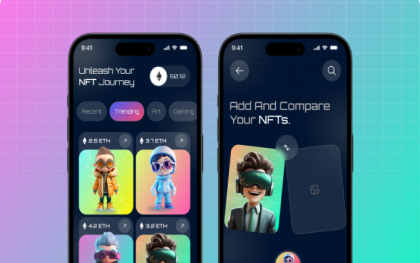 9:41
Unleash Your
NFT Journey
52.12
Recent
Trending
Art
Gaming
2.5 ETH
3.7 ETH
4.2 ETH
3.2 ETH
9:41
Add And Compare
Your NFTs.